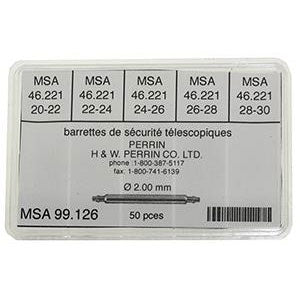 MSA MSA MSA MSA MSA
46.221 46.221 46.221 46.221 46.221
20-22 22-24 24-26 26-28 28-30
barrettes de sécurité télescopiques
PERRIN
H & W. PERRIN CO. LTD.
phone :1-800-387-5117
fax. 1-800-741-6139
Ø 2.00 mm
MSA 99.126 50 pces